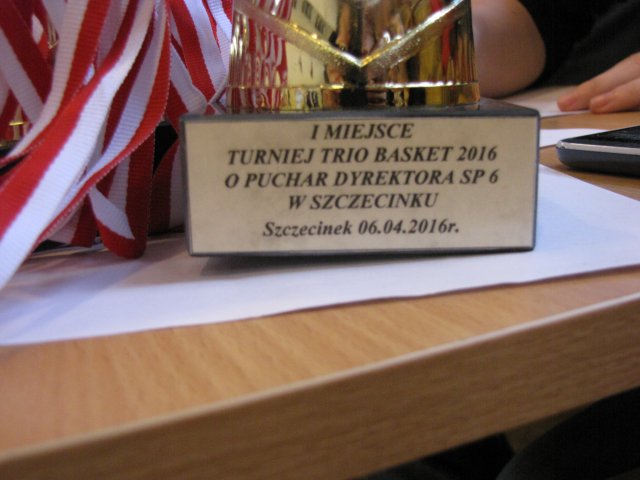 I MIEJSCE
TURNIEJ TRIO BASKET 2016
O PUCHAR DYREKTORA SP 6
W SZCZECINKU
Szczecinek 06.04.2016r.